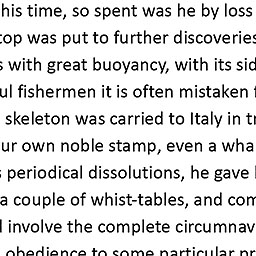 his time, so spent was he by loss
top was put to further discoveries
with great buoyancy, with its sid
ul fishermen it is often mistaken
skeleton was carried to Italy in tr
ur own noble stamp, even a wha
periodical dissolutions, he gave
a couple of whist-tables, and com
involve the complete circumnav
obedience to some particular pr